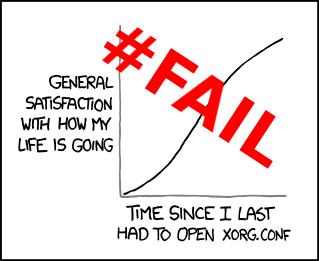 #FAIL
GENERAL
SATISFACTION
WITH HOW MY
LIFE IS GOING
TIME SINCE I LAST
HAD TO OPEN XORG.CONF